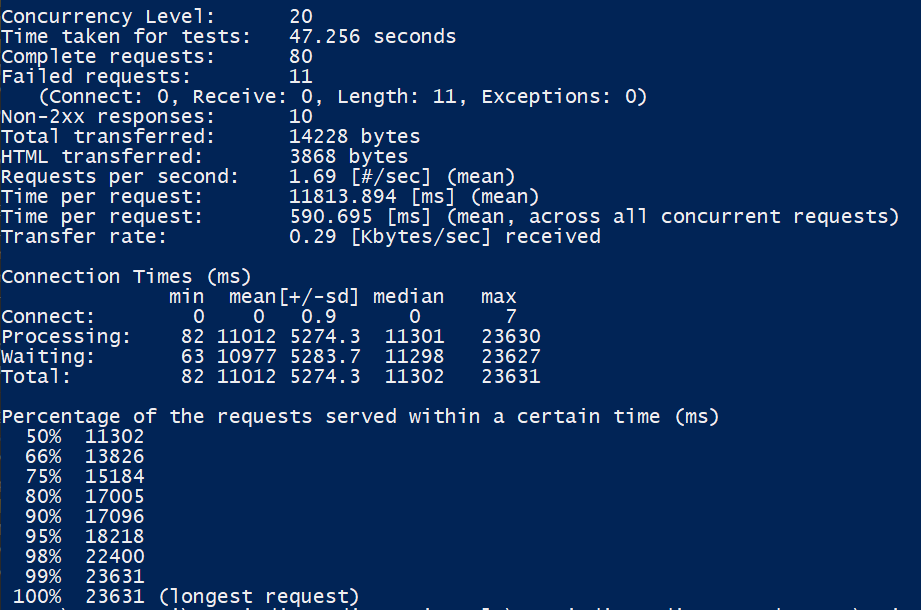 Concurrency Level:      20
Time taken for tests:   47.256 seconds
Complete requests:      80
Failed requests:        11
   (Connect: 0, Receive: 0, Length: 11, Exceptions: 0)
Non-2xx responses:      10
Total transferred:      14228 bytes
HTML transferred:       3868 bytes
Requests per second:    1.69 [#/sec] (mean)
Time per request:       11813.894 [ms] (mean)
Time per request:       590.695 [ms] (mean, across all concurrent requests)
Transfer rate:          0.29 [Kbytes/sec] received

Connection Times (ms)
              min  mean[+/-sd] median   max
Connect:        0    0   0.9      0       7
Processing:    82 11012 5274.3  11301   23630
Waiting:       63 10977 5283.7  11298   23627
Total:         82 11012 5274.3  11302   23631

Percentage of the requests served within a certain time (ms)
  50%  11302
  66%  13826
  75%  15184
  80%  17005
  90%  17096
  95%  18218
  98%  22400
  99%  23631
 100%  23631 (longest request)